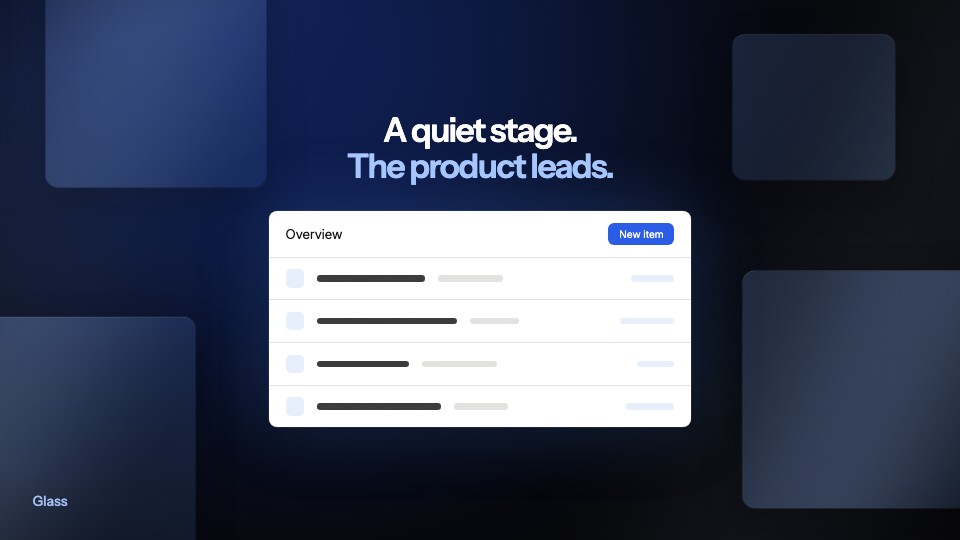 A quiet stage.
The product leads.
Overview
New item
Glass